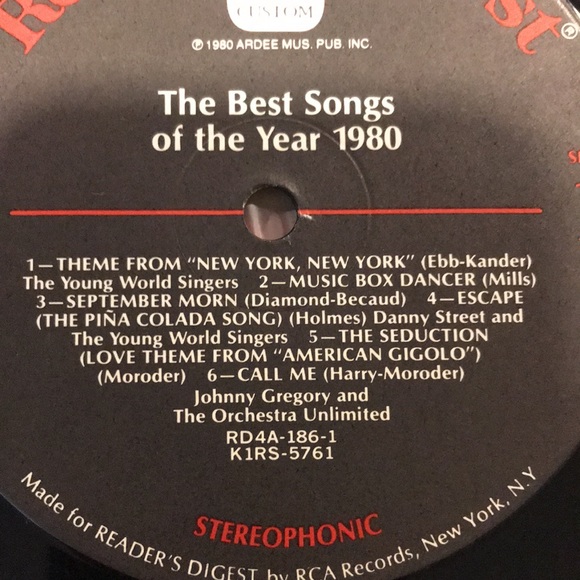 CUSTOM
℗ 1980 ARDEE MUS. PUB. INC.
The Best Songs
of the Year 1980
1—THEME FROM "NEW YORK, NEW YORK" (Ebb-Kander)
The Young World Singers 2—MUSIC BOX DANCER (Mills)
3—SEPTEMBER MORN (Diamond-Becaud) 4—ESCAPE
(THE PIÑA COLADA SONG) (Holmes) Danny Street and
The Young World Singers 5—THE SEDUCTION
(LOVE THEME FROM "AMERICAN GIGOLO")
(Moroder) 6—CALL ME (Harry-Moroder)
Johnny Gregory and
The Orchestra Unlimited
RD4A-186-1
K1RS-5761
STEREOPHONIC
Made for READER'S DIGEST by RCA Records, New York, N.Y